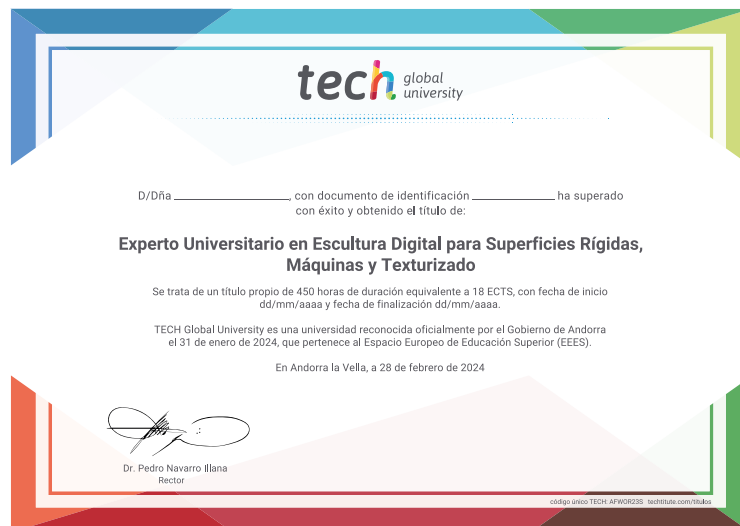 tech global
university
D/Dña ____________, con documento de identificación ____________ ha superado
con éxito y obtenido el título de:
Experto Universitario en Escultura Digital para Superficies Rígidas,
Máquinas y Texturizado
Se trata de un título propio de 450 horas de duración equivalente a 18 ECTS, con fecha de inicio
dd/mm/aaaa y fecha de finalización dd/mm/aaaa.
TECH Global University es una universidad reconocida oficialmente por el Gobierno de Andorra
el 31 de enero de 2024, que pertenece al Espacio Europeo de Educación Superior (EEES).
En Andorra la Vella, a 28 de febrero de 2024
Dr. Pedro Navarro Illana
Rector
código único TECH: AFWOR23S techtitute.com/titulos